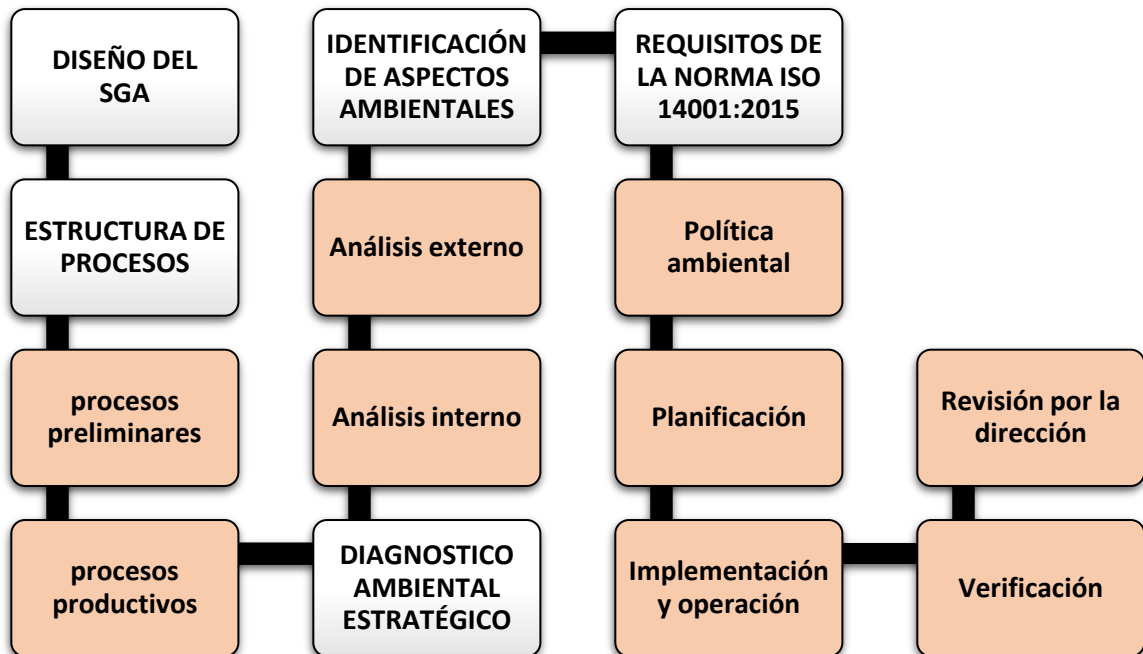 DISEÑO DEL
SGA
ESTRUCTURA DE
PROCESOS
procesos
preliminares
procesos
productivos
DIAGNOSTICO
AMBIENTAL
ESTRATÉGICO
Análisis interno
Análisis externo
IDENTIFICACIÓN
DE ASPECTOS
AMBIENTALES
REQUISITOS DE
LA NORMA ISO
14001:2015
Política
ambiental
Planificación
Implementación
y operación
Verificación
Revisión por la
dirección